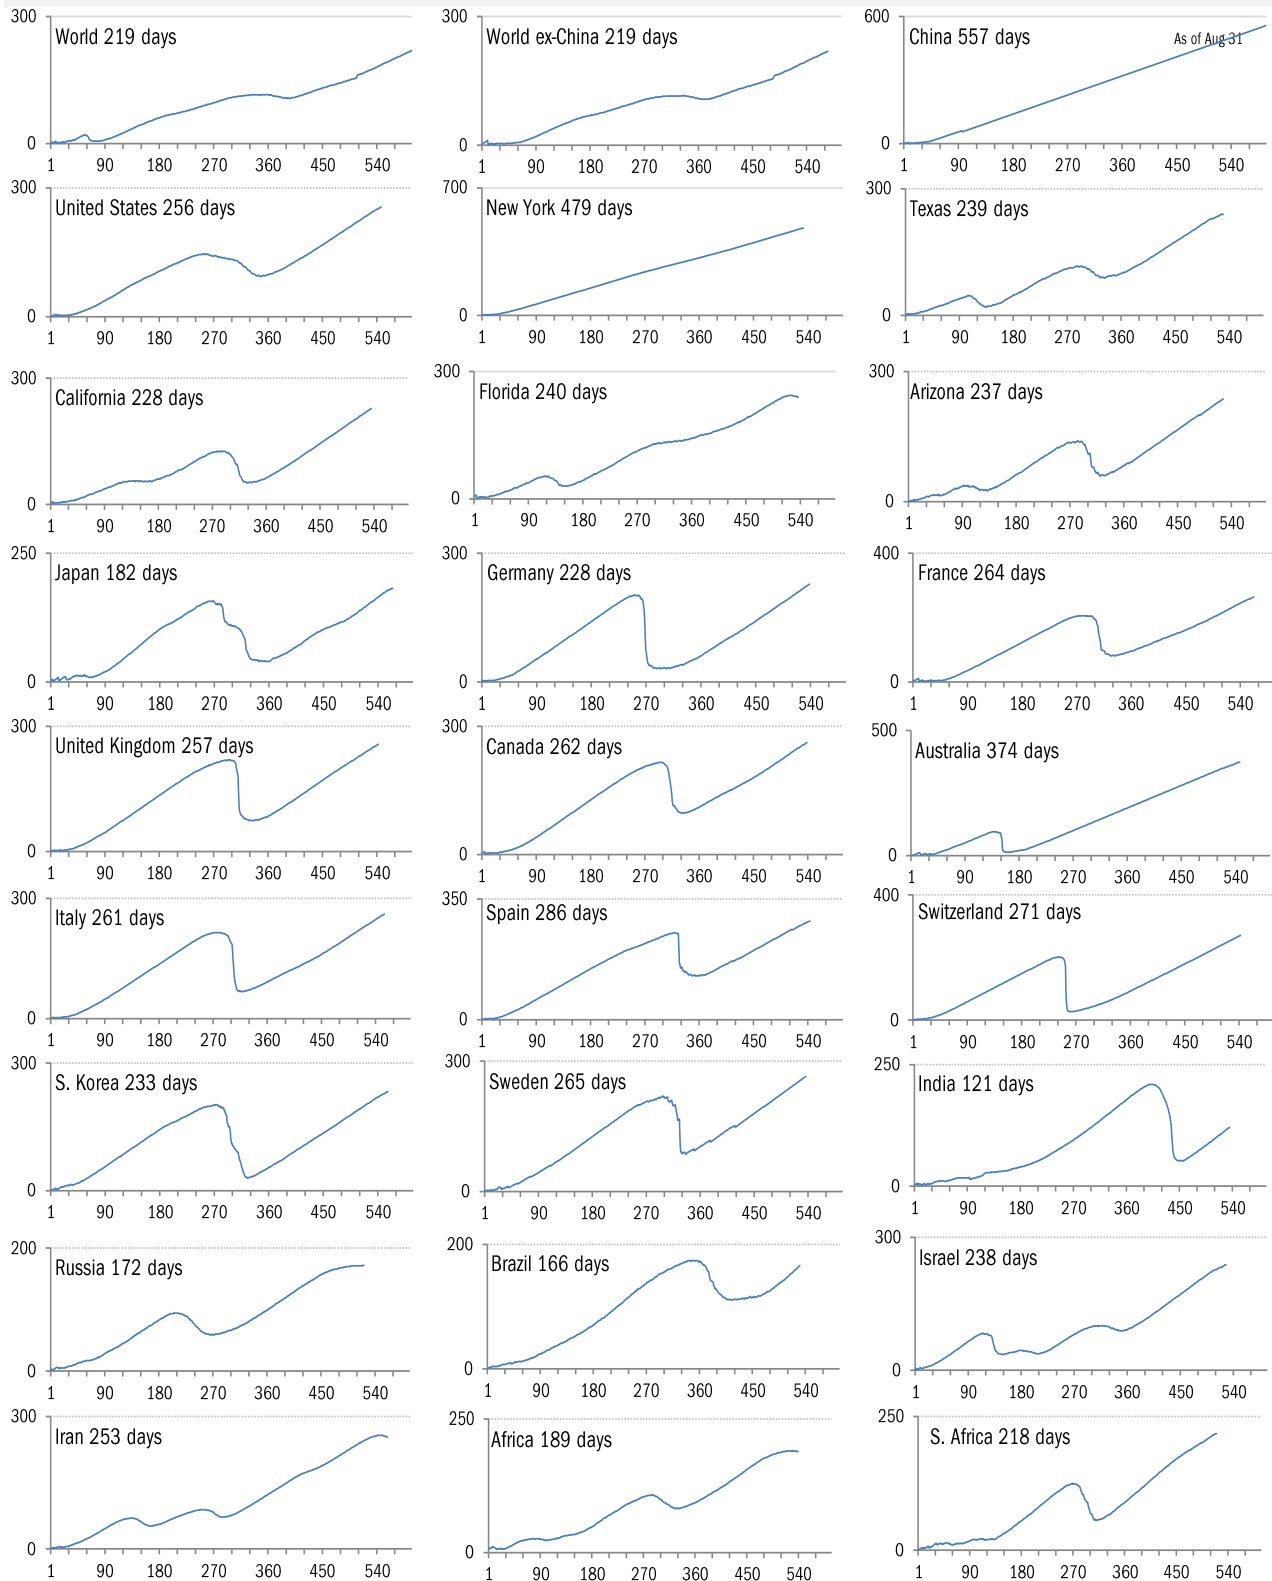 300
World 219 days
0
1 90 180 270 360 450 540
300
World ex-China 219 days
0
1 90 180 270 360 450 540
600
China 557 days
As of Aug 31
0
1 90 180 270 360 450 540
300
United States 256 days
0
1 90 180 270 360 450 540
700
New York 479 days
0
1 90 180 270 360 450 540
300
Texas 239 days
0
1 90 180 270 360 450 540
300
California 228 days
0
1 90 180 270 360 450 540
300
Florida 240 days
0
1 90 180 270 360 450 540
300
Arizona 237 days
0
1 90 180 270 360 450 540
250
Japan 182 days
0
1 90 180 270 360 450 540
300
Germany 228 days
0
1 90 180 270 360 450 540
400
France 264 days
0
1 90 180 270 360 450 540
300
United Kingdom 257 days
0
1 90 180 270 360 450 540
300
Canada 262 days
0
1 90 180 270 360 450 540
500
Australia 374 days
0
1 90 180 270 360 450 540
300
Italy 261 days
0
1 90 180 270 360 450 540
350
Spain 286 days
0
1 90 180 270 360 450 540
400
Switzerland 271 days
0
1 90 180 270 360 450 540
300
S. Korea 233 days
0
1 90 180 270 360 450 540
300
Sweden 265 days
0
1 90 180 270 360 450 540
250
India 121 days
0
1 90 180 270 360 450 540
200
Russia 172 days
0
1 90 180 270 360 450 540
200
Brazil 166 days
0
1 90 180 270 360 450 540
300
Israel 238 days
0
1 90 180 270 360 450 540
300
Iran 253 days
0
1 90 180 270 360 450 540
250
Africa 189 days
0
1 90 180 270 360 450 540
250
S. Africa 218 days
0
1 90 180 270 360 450 540